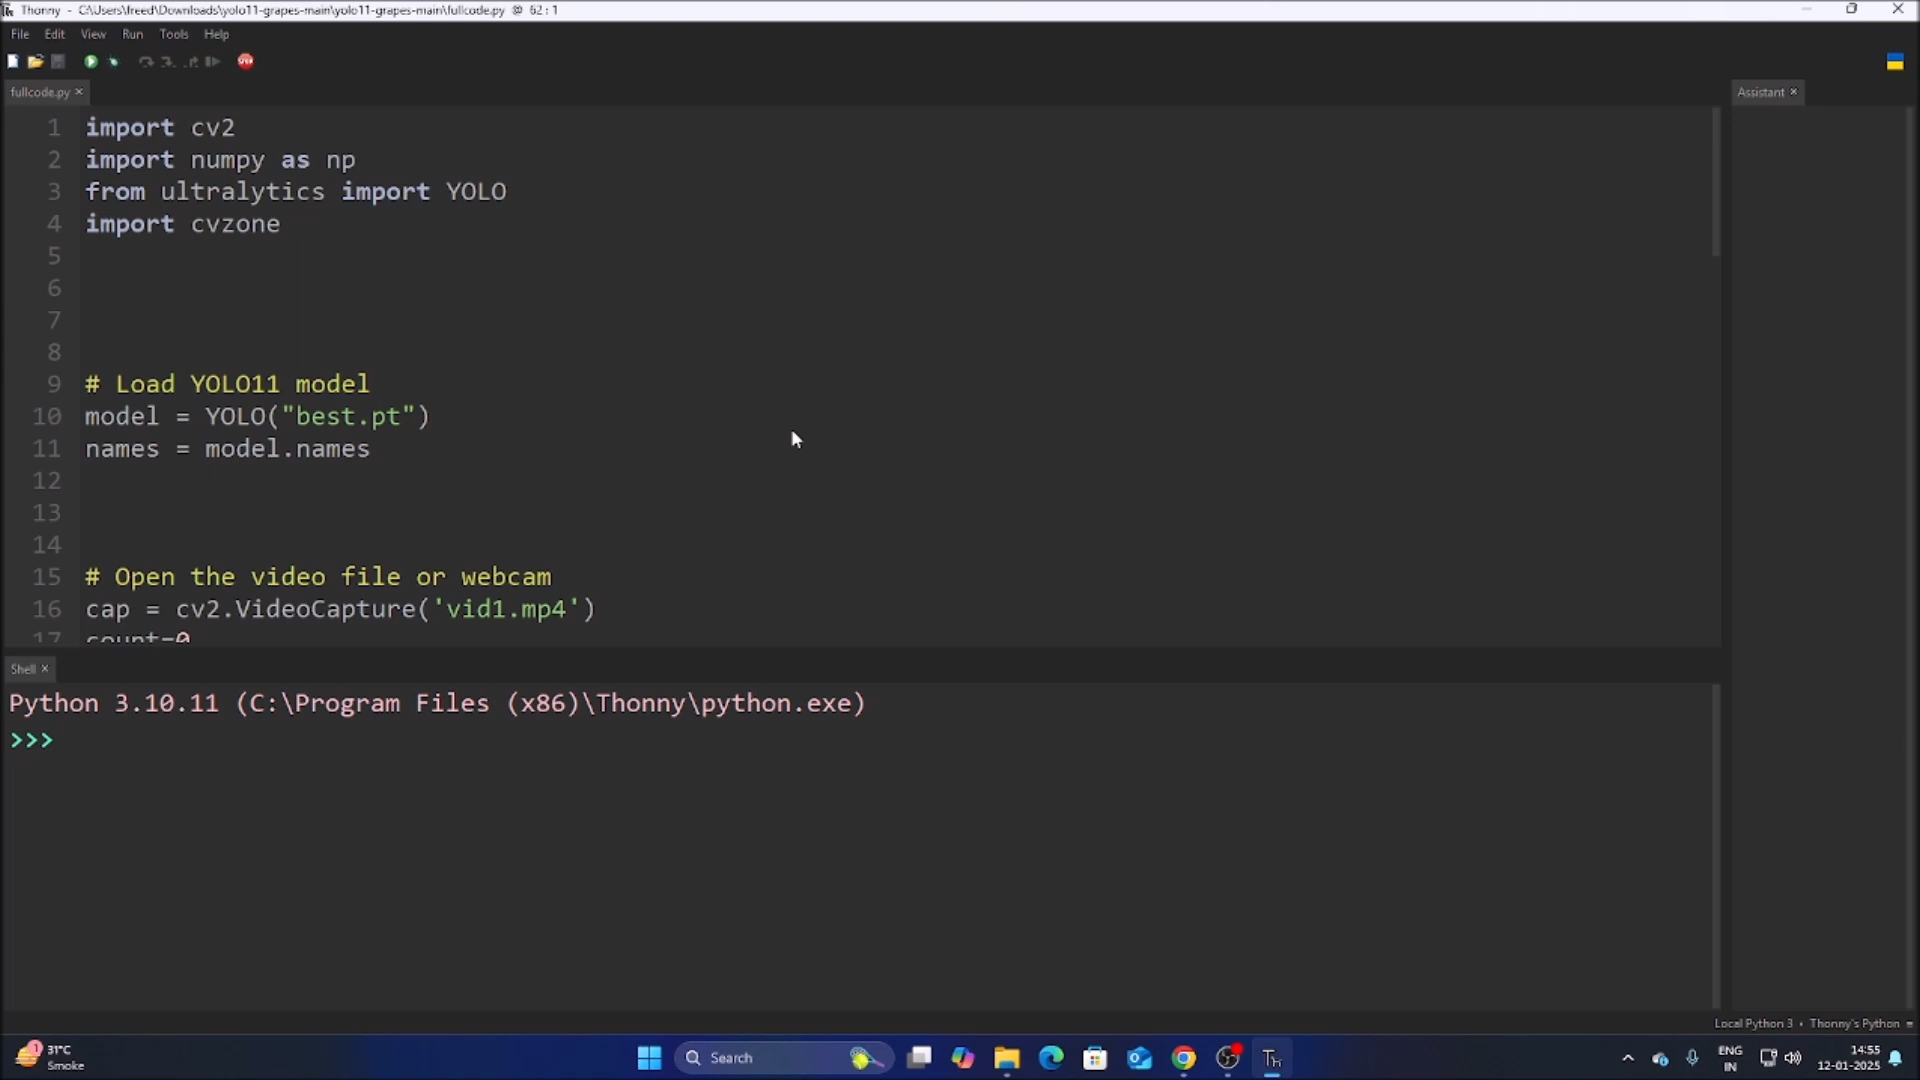 Thonny - C:\Users\freed\Downloads\yolo11-grapes-main\yolo11-grapes-main\fullcode.py @ 62 : 1
File Edit View Run Tools Help
fullcode.py ×
Assistant ×
1 import cv2
2 import numpy as np
3 from ultralytics import YOLO
4 import cvzone
5
6
7
8
9 # Load YOLO11 model
10 model = YOLO("best.pt")
11 names = model.names
12
13
14
15 # Open the video file or webcam
16 cap = cv2.VideoCapture('vid1.mp4')
17 count=0
Shell ×
Python 3.10.11 (C:\Program Files (x86)\Thonny\python.exe)
>>>
Local Python 3 • Thonny's Python ≡
1
31°C
Smoke
Search
Th
ENG
IN
14:55
12-01-2025